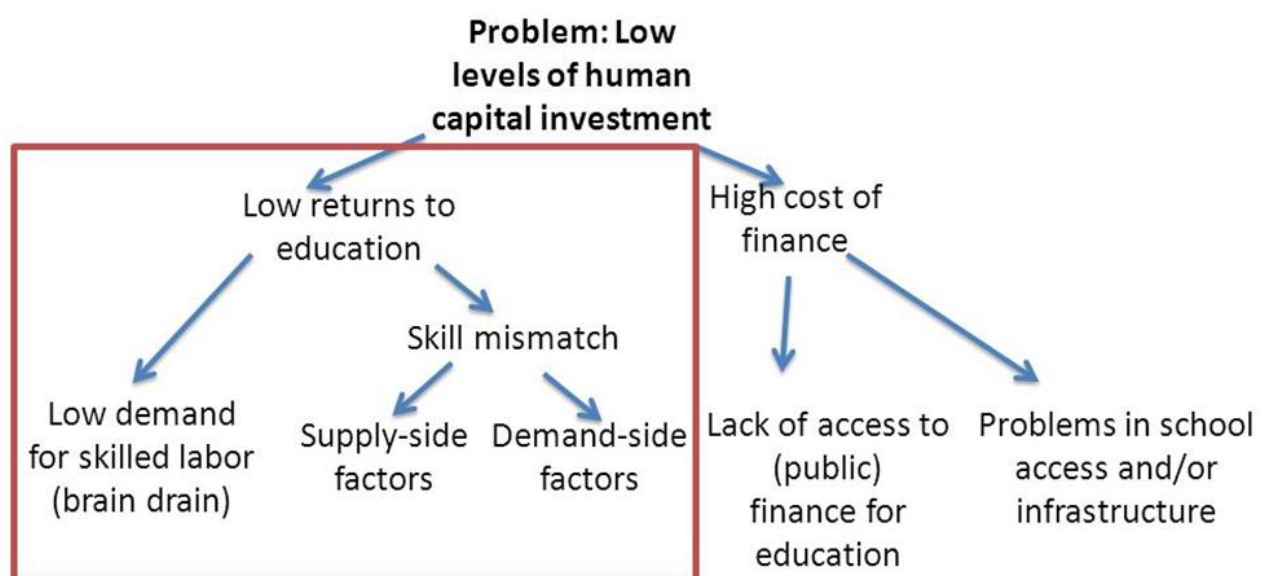 Problem: Low
levels of human
capital investment
Low returns to
education
High cost of
finance
Skill mismatch
Low demand
for skilled labor
(brain drain)
Supply-side
factors
Demand-side
factors
Lack of access to
(public)
finance for
education
Problems in school
access and/or
infrastructure